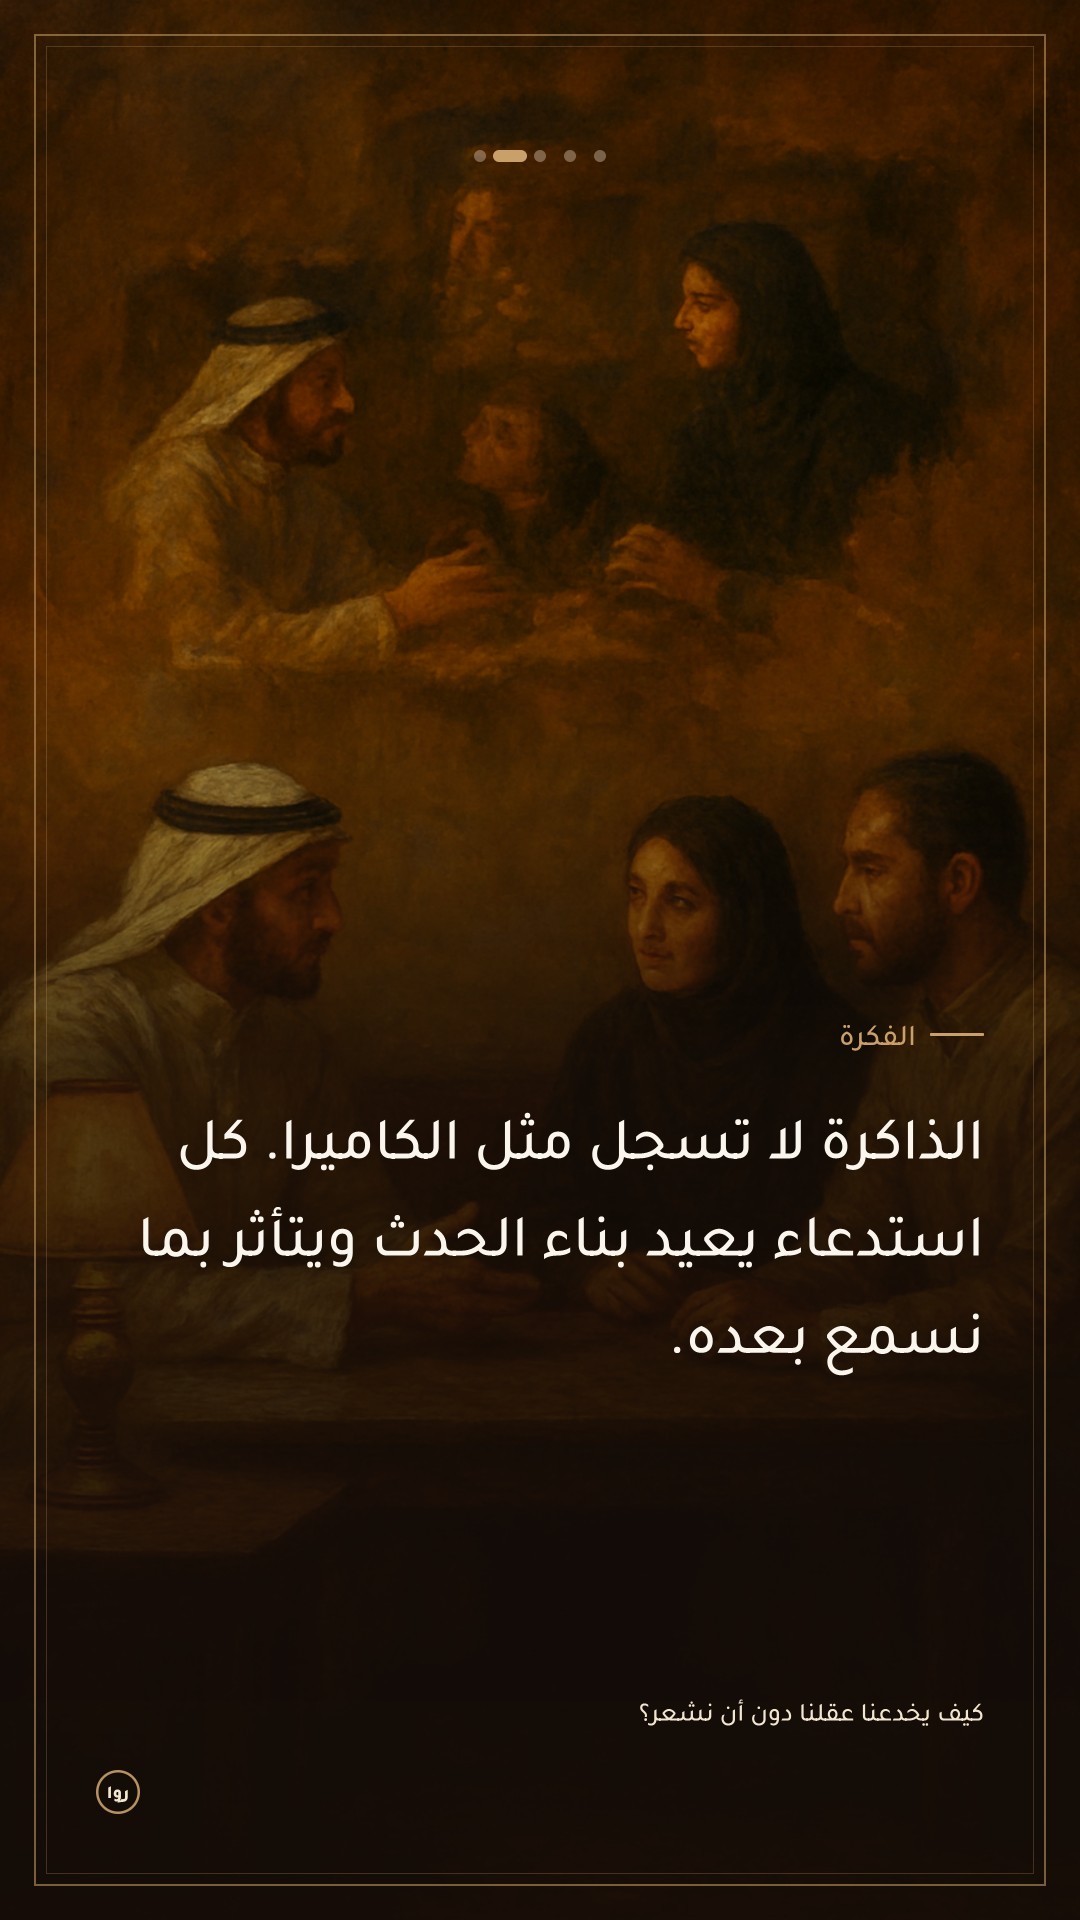 الفكرة
الذاكرة لا تسجل مثل الكاميرا. كل
استدعاء يعيد بناء الحدث ويتأثر بما
نسمع بعده.
كيف يخدعنا عقلنا دون أن نشعر؟
روا